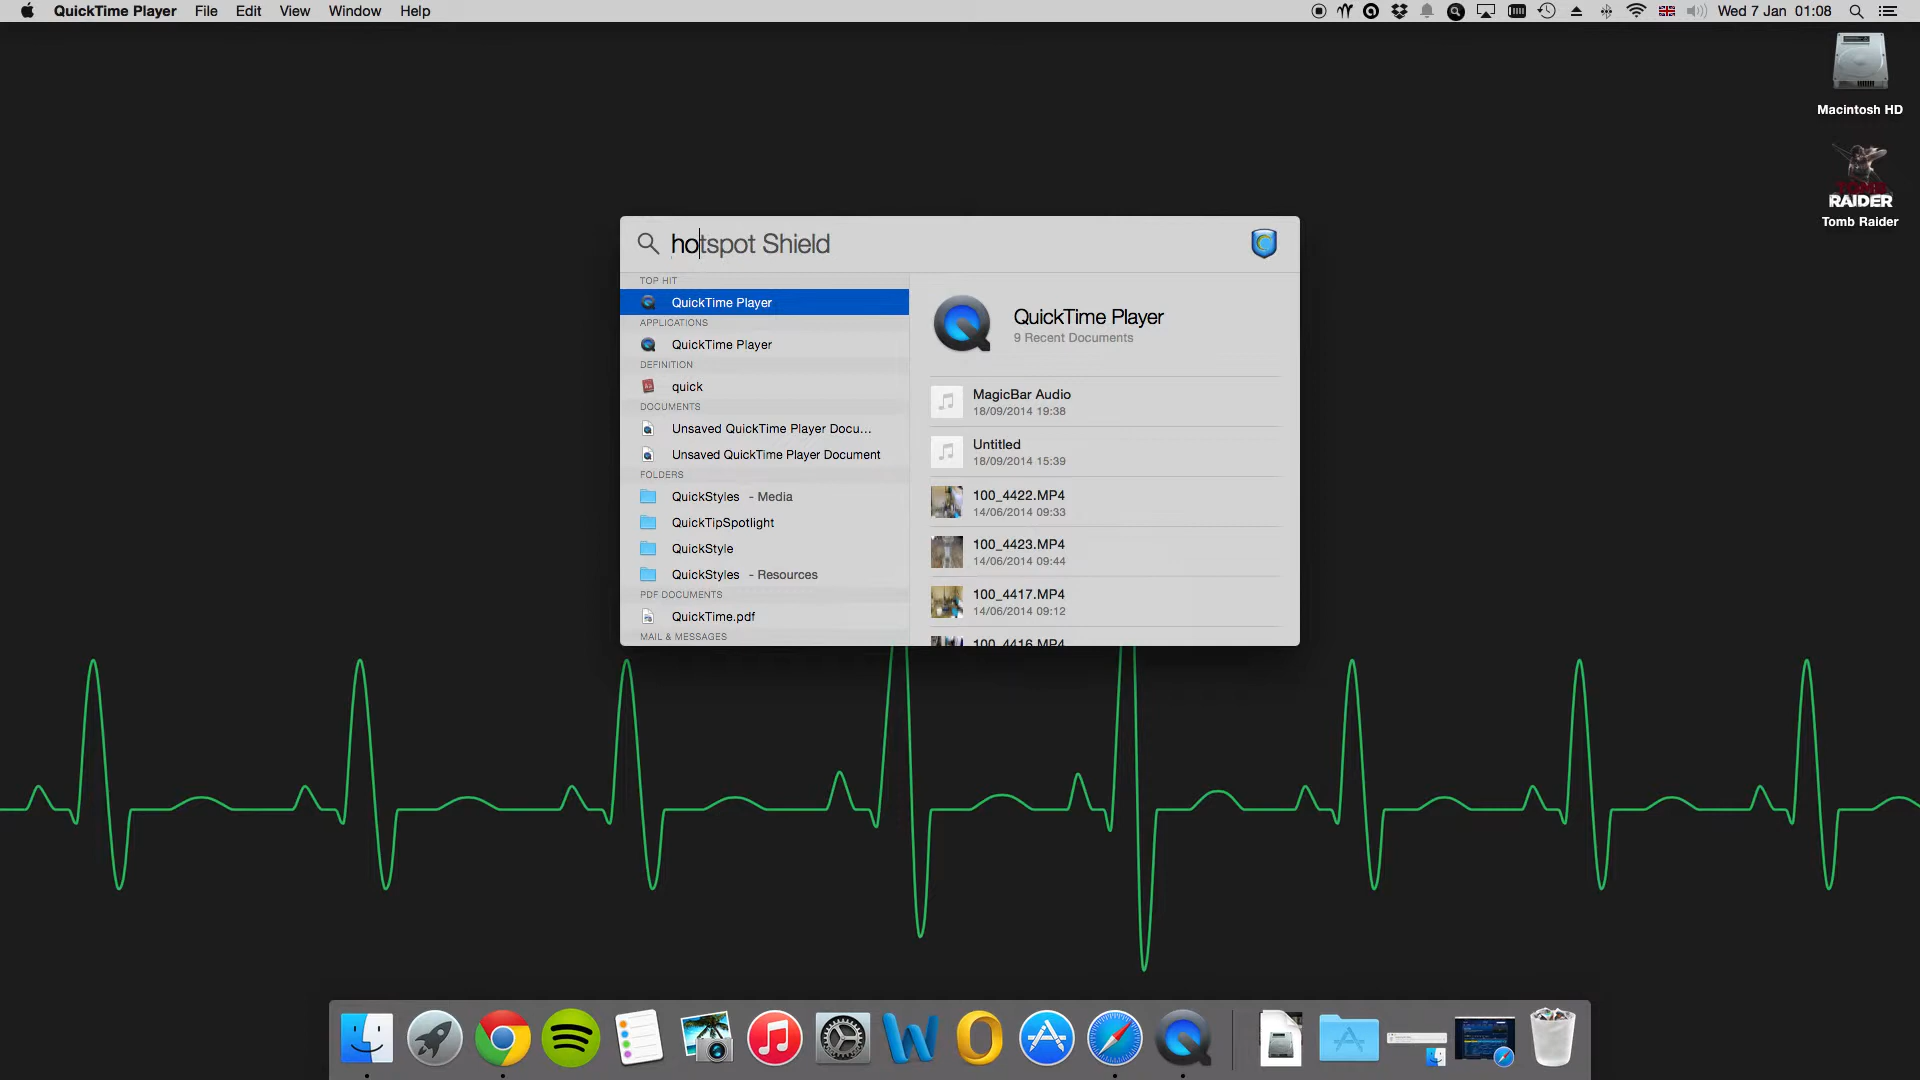 QuickTime Player File Edit View Window Help Wed 7 Jan 01:08
Macintosh HD
TOMB
RAIDER
Tomb Raider
hotspot Shield
TOP HIT
QuickTime Player
APPLICATIONS
QuickTime Player
DEFINITION
quick
DOCUMENTS
Unsaved QuickTime Player Docu...
Unsaved QuickTime Player Document
FOLDERS
QuickStyles - Media
QuickTipSpotlight
QuickStyle
QuickStyles - Resources
PDF DOCUMENTS
QuickTime.pdf
MAIL & MESSAGES
QuickTime Player
9 Recent Documents
MagicBar Audio
18/09/2014 19:38
Untitled
18/09/2014 15:39
100_4422.MP4
14/06/2014 09:33
100_4423.MP4
14/06/2014 09:44
100_4417.MP4
14/06/2014 09:12
100_4416.MP4